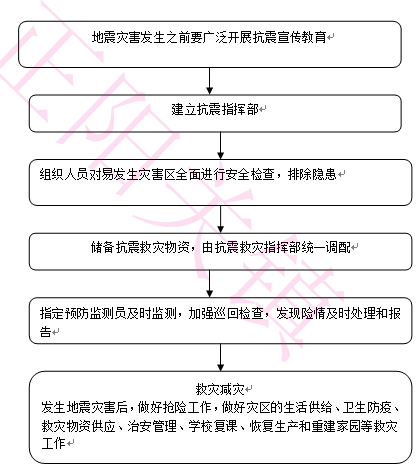 地震灾害发生之前要广泛开展抗震宣传教育
建立抗震指挥部
组织人员对易发生灾害区全面进行安全检查，排除隐患
储备抗震救灾物资，由抗震救灾指挥部统一调配
指定预防监测员及时监测，加强巡回检查，发现险情及时处理和报
告
救灾减灾
发生地震灾害后，做好抢险工作，做好灾区的生活供给、卫生防疫、
救灾物资供应、治安管理、学校复课、恢复生产和重建家园等救灾
工作
正阳关镇